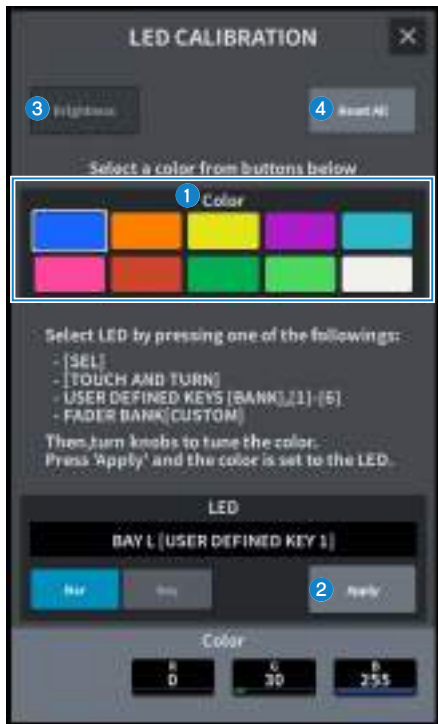 LED CALIBRATION
×
3 Brightness
4 Reset All
Select a color from buttons below
1 Color
Select LED by pressing one of the followings:
- [SEL]
- [TOUCH AND TURN]
- USER DEFINED KEYS [BANK],[1]-[6]
- FADER BANK[CUSTOM]
Then,turn knobs to tune the color.
Press 'Apply' and the color is set to the LED.
LED
BAY L [USER DEFINED KEY 1]
2 Apply
Color
R G B
0 30 255